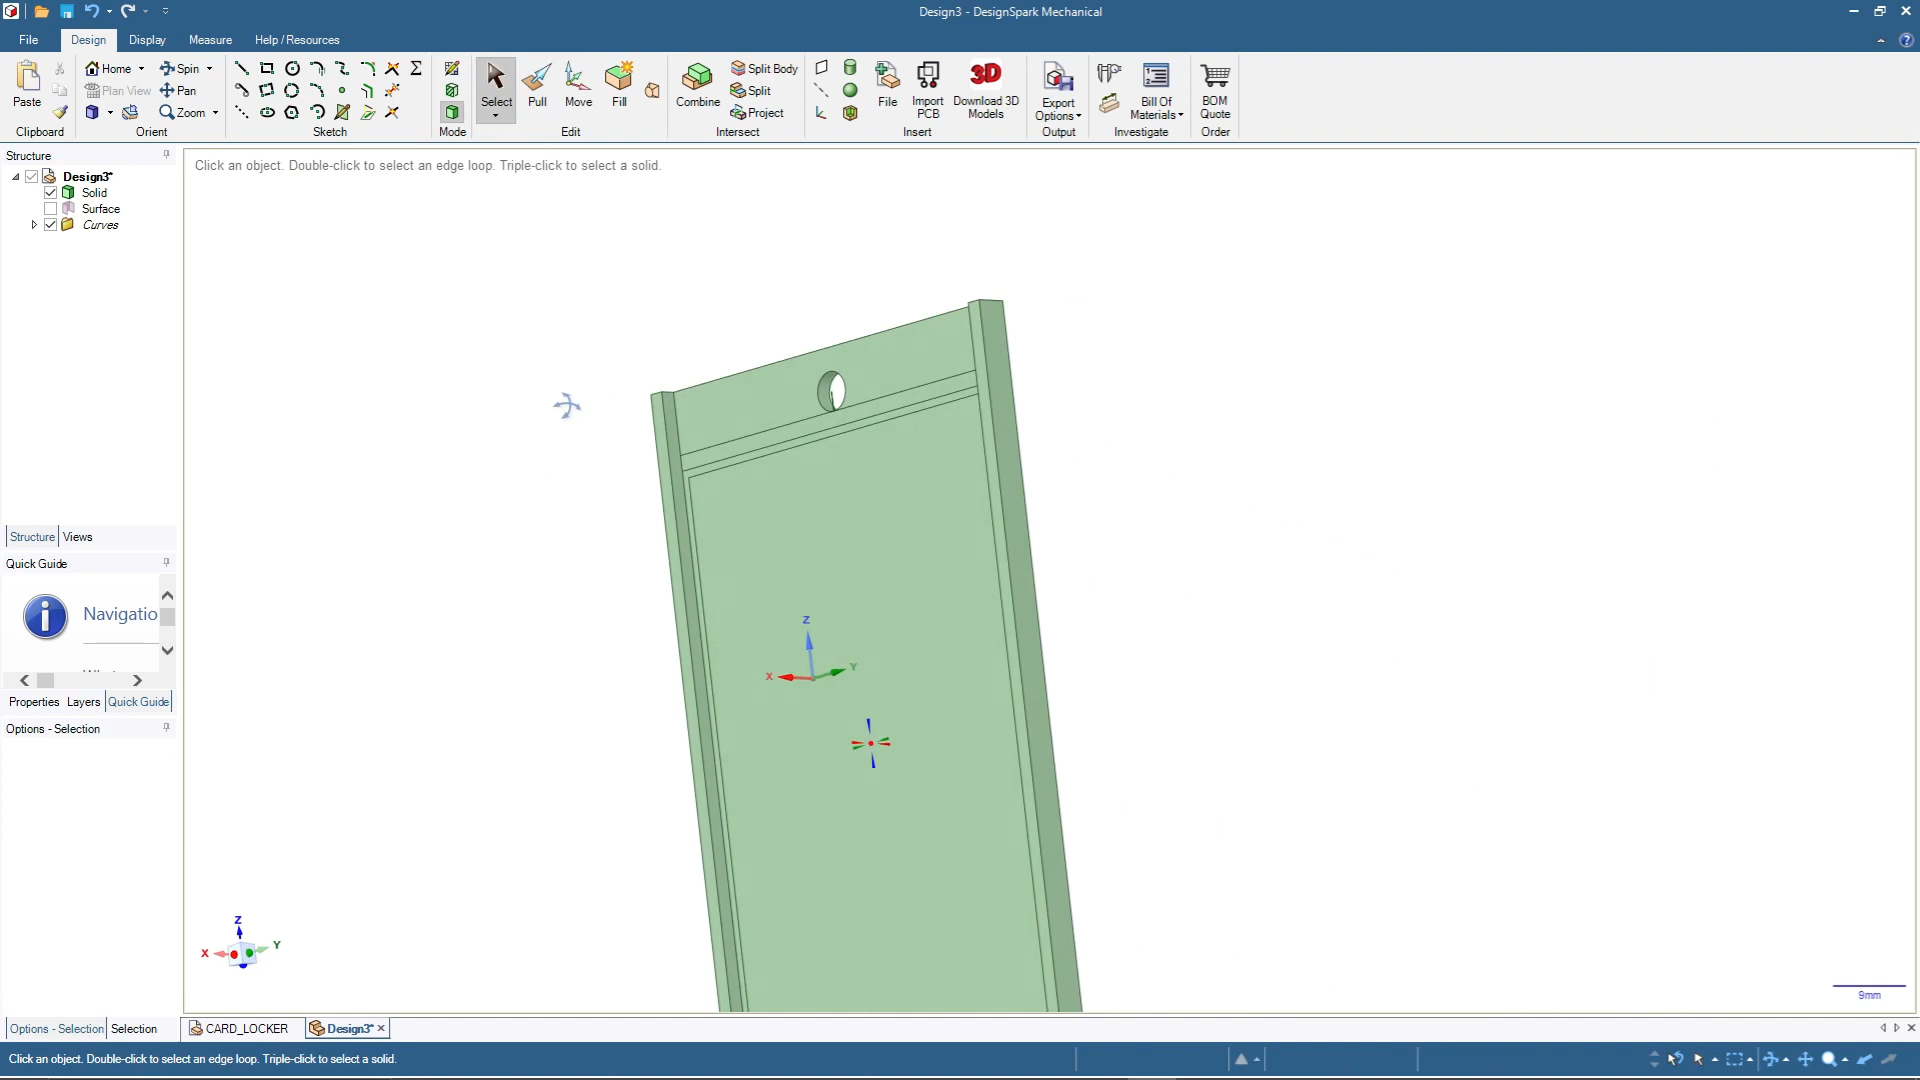 Design3 - DesignSpark Mechanical
File Design Display Measure Help / Resources
Home Spin Σ Split Body
Plan View Pan Split
Zoom Project
Paste Select Pull Move Fill Combine File Import PCB 3D Download 3D Models Export Options Bill Of Materials BOM Quote
Clipboard Orient Sketch Mode Edit Intersect Insert Output Investigate Order
Structure
Click an object. Double-click to select an edge loop. Triple-click to select a solid.
Design3*
Solid
Surface
Curves
Structure Views
Quick Guide
Navigatio
Properties Layers Quick Guide
Options - Selection
Z
X Y
Z
X Y
9mm
Options - Selection Selection CARD_LOCKER Design3*
Click an object. Double-click to select an edge loop. Triple-click to select a solid.